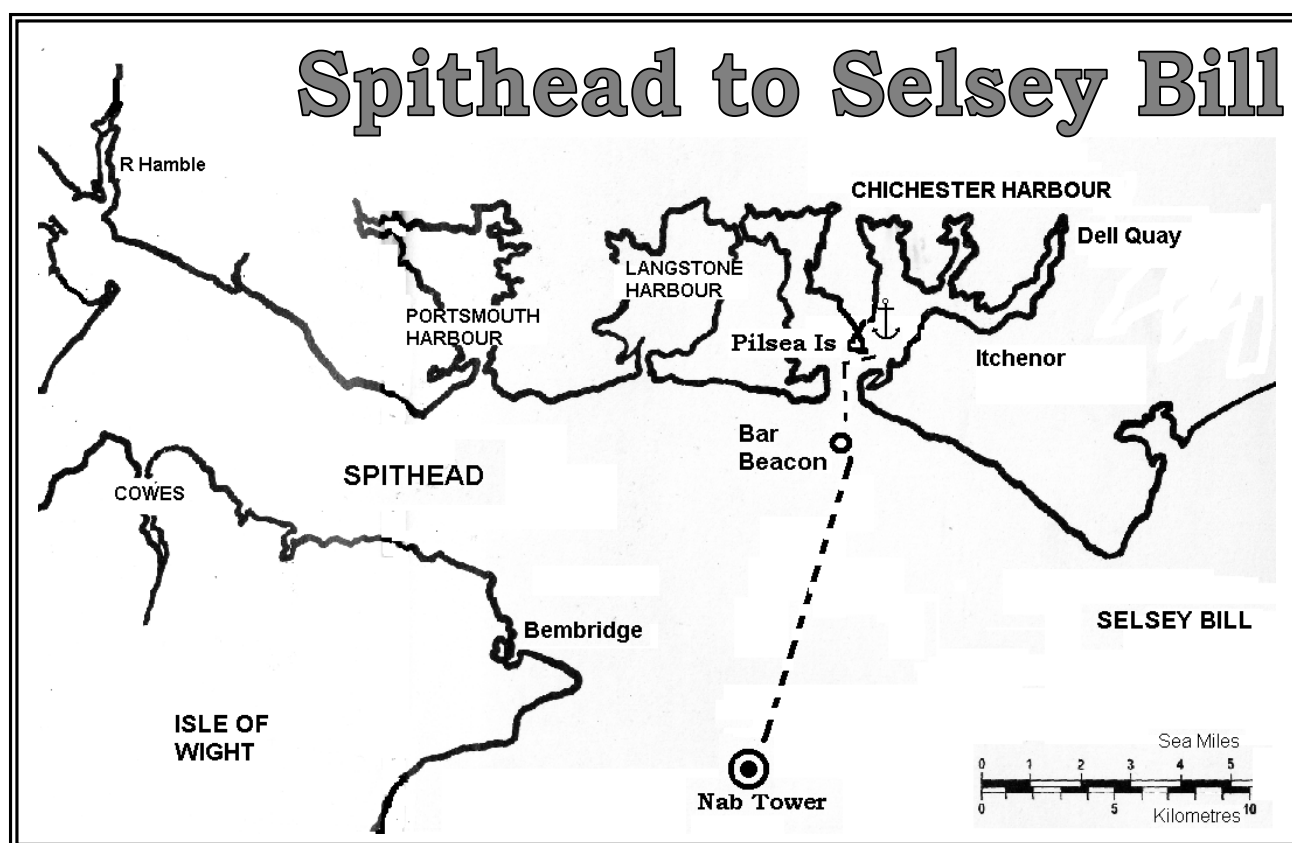 Spithead to Selsey Bill
R Hamble
CHICHESTER HARBOUR
Dell Quay
LANGSTONE
HARBOUR
PORTSMOUTH
HARBOUR
Pilsea Is
Itchenor
Bar
Beacon
SPITHEAD
COWES
Bembridge
SELSEY BILL
ISLE OF
WIGHT
Nab Tower
Sea Miles
0 1 2 3 4 5
0 5 10
Kilometres